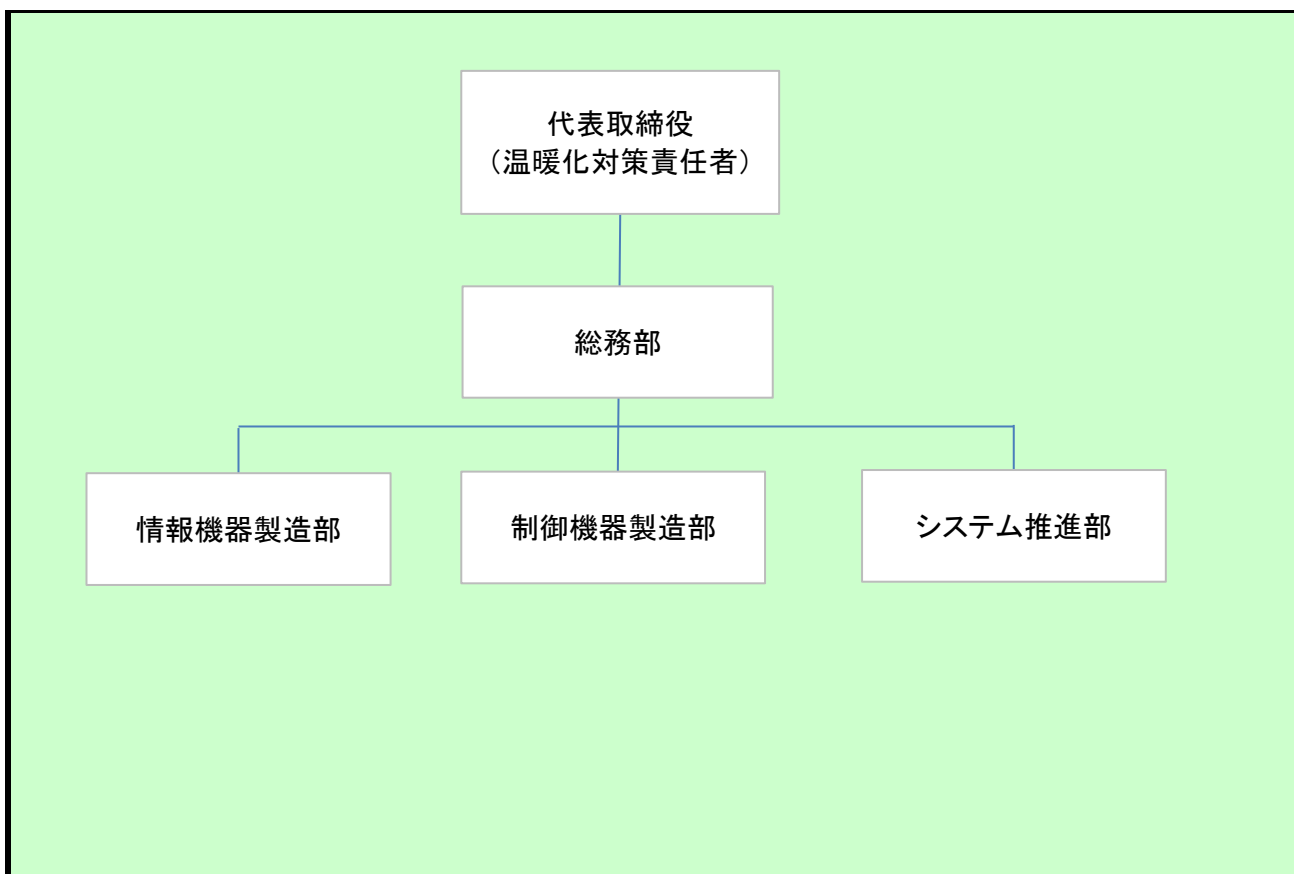 代表取締役
（温暖化対策責任者）
総務部
情報機器製造部
制御機器製造部
システム推進部